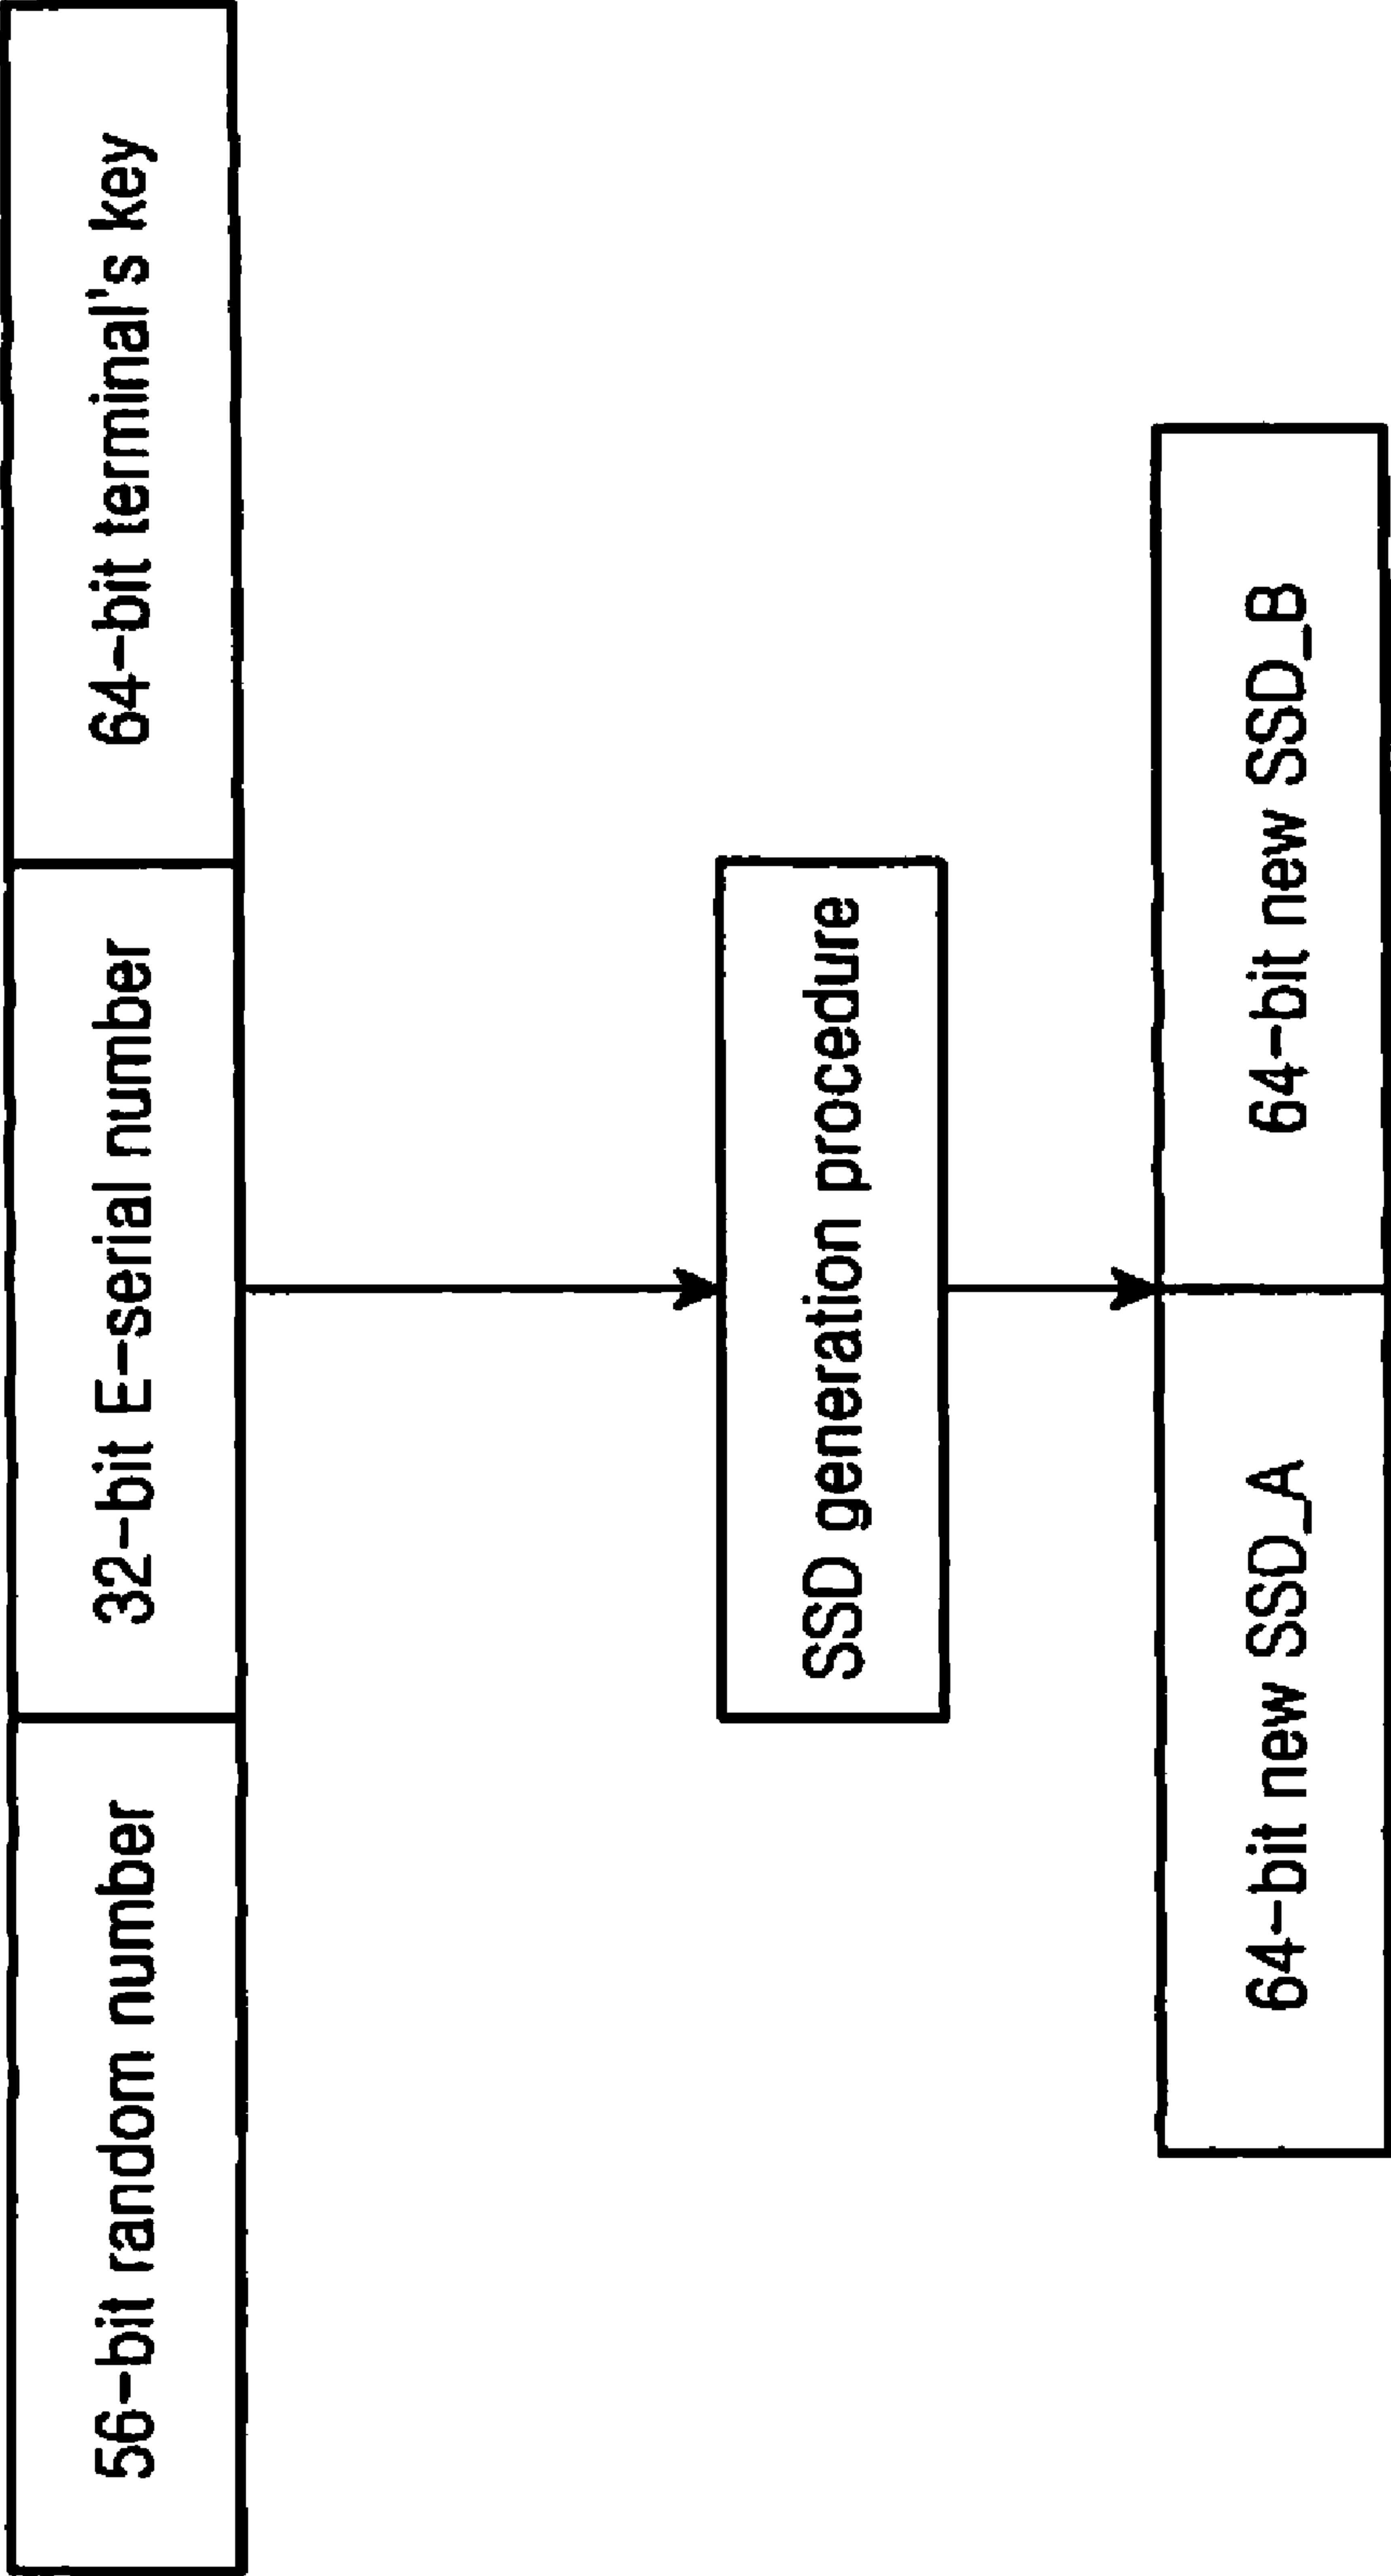 56-bit random number
32-bit E-serial number
64-bit terminal's key
SSD generation procedure
64-bit new SSD_A
64-bit new SSD_B